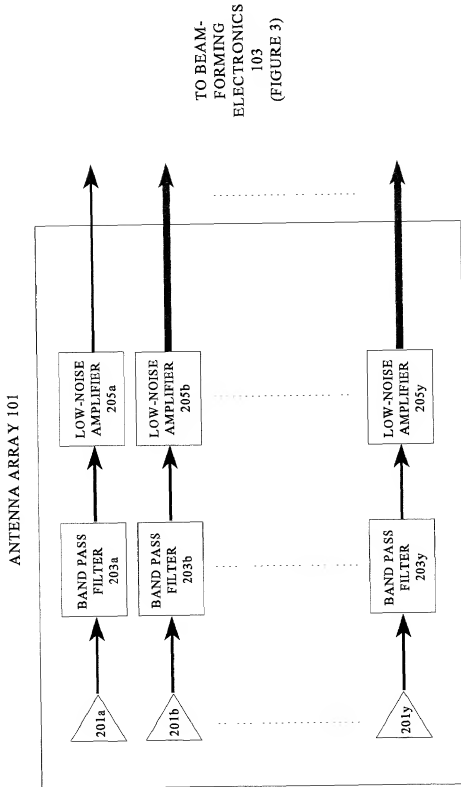 ANTENNA ARRAY 101
201a
BAND PASS
FILTER
203a
LOW-NOISE
AMPLIFIER
205a
201b
BAND PASS
FILTER
203b
LOW-NOISE
AMPLIFIER
205b
201y
BAND PASS
FILTER
203y
LOW-NOISE
AMPLIFIER
205y
TO BEAM-
FORMING
ELECTRONICS
103
(FIGURE 3)